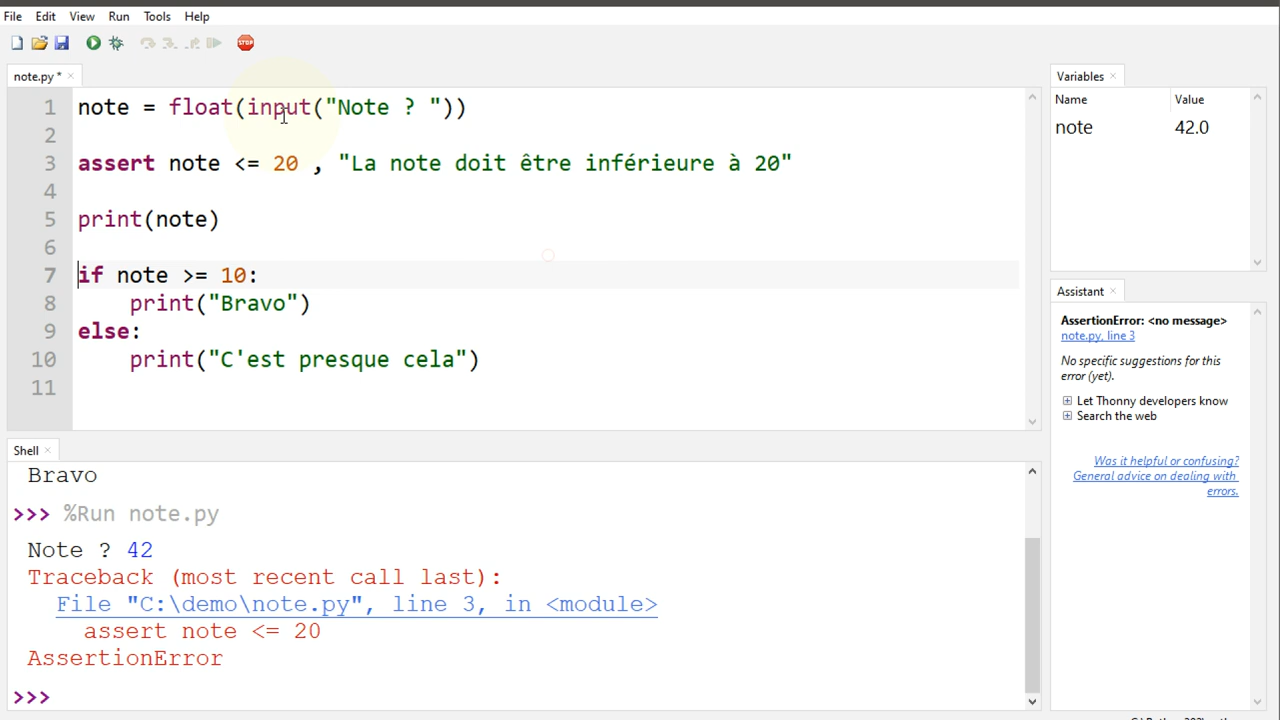 File Edit View Run Tools Help
STOP
note.py * ×
1 note = float(input("Note ? "))
2
3 assert note <= 20 , "La note doit être inférieure à 20"
4
5 print(note)
6
7 if note >= 10:
8 print("Bravo")
9 else:
10 print("C'est presque cela")
11
Shell ×
Bravo
>>> %Run note.py
Note ? 42
Traceback (most recent call last):
File "C:\demo\note.py", line 3, in <module>
assert note <= 20
AssertionError
>>>
Variables ×
Name Value
note 42.0
Assistant ×
AssertionError: <no message>
note.py, line 3
No specific suggestions for this
error (yet).
Let Thonny developers know
Search the web
Was it helpful or confusing?
General advice on dealing with
errors.